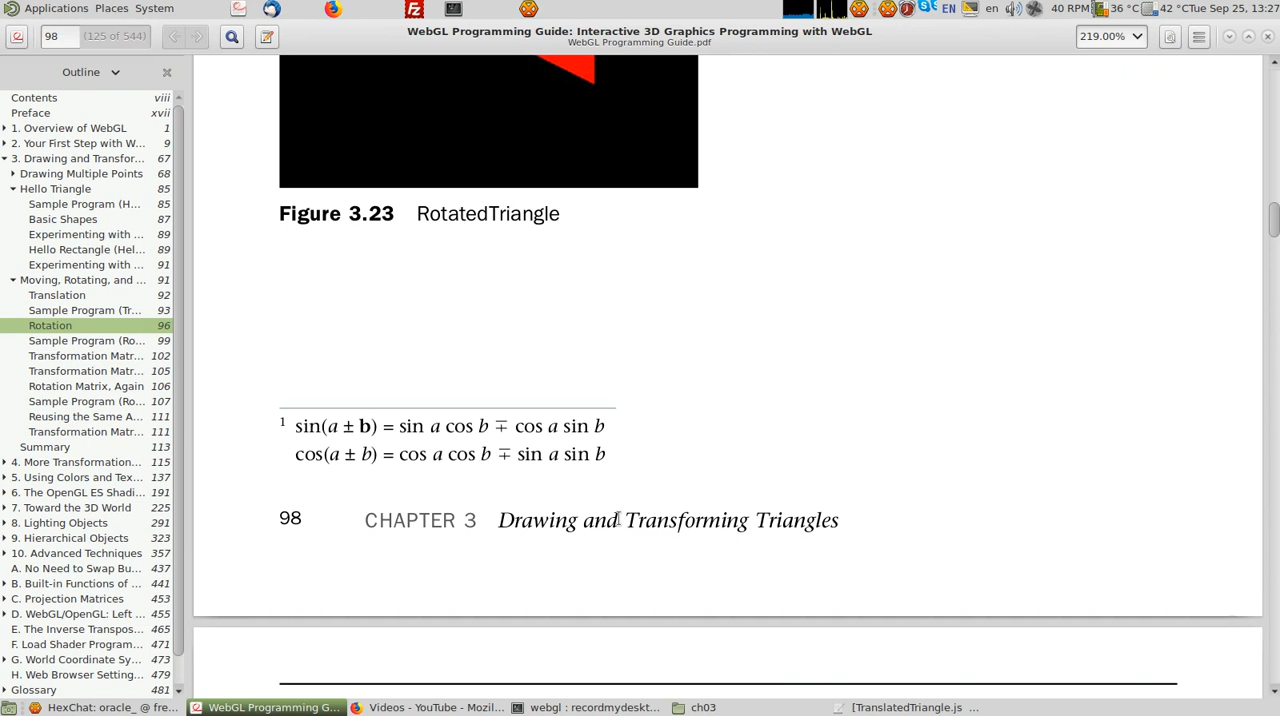 Applications Places System
EN
en
40 RPM
36 °C
42 °C
Tue Sep 25, 13:27
98
(125 of 544)
WebGL Programming Guide: Interactive 3D Graphics Programming with WebGL
WebGL Programming Guide.pdf
219.00%
Outline
Contents viii
Preface xvii
1. Overview of WebGL 1
2. Your First Step with W... 9
3. Drawing and Transfor... 67
Drawing Multiple Points 68
Hello Triangle 85
Sample Program (H... 85
Basic Shapes 87
Experimenting with ... 89
Hello Rectangle (Hel... 89
Experimenting with ... 91
Moving, Rotating, and ... 91
Translation 92
Sample Program (Tr... 93
Rotation 96
Sample Program (Ro... 99
Transformation Matr... 102
Transformation Matr... 105
Rotation Matrix, Again 106
Sample Program (Ro... 107
Reusing the Same A... 111
Transformation Matr... 111
Summary 113
4. More Transformation... 115
5. Using Colors and Tex... 137
6. The OpenGL ES Shadi... 191
7. Toward the 3D World 225
8. Lighting Objects 291
9. Hierarchical Objects 323
10. Advanced Techniques 357
A. No Need to Swap Bu... 437
B. Built-in Functions of ... 441
C. Projection Matrices 453
D. WebGL/OpenGL: Left ... 455
E. The Inverse Transpos... 465
F. Load Shader Program... 471
G. World Coordinate Sy... 473
H. Web Browser Setting... 479
Glossary 481
Figure 3.23 RotatedTriangle
1 sin(a ± b) = sin a cos b ∓ cos a sin b
cos(a ± b) = cos a cos b ∓ sin a sin b
98 CHAPTER 3 Drawing and Transforming Triangles
HexChat: oracle_ @ fre...
WebGL Programming G...
Videos - YouTube - Mozil...
webgl : recordmydeskt...
ch03
[TranslatedTriangle.js ...